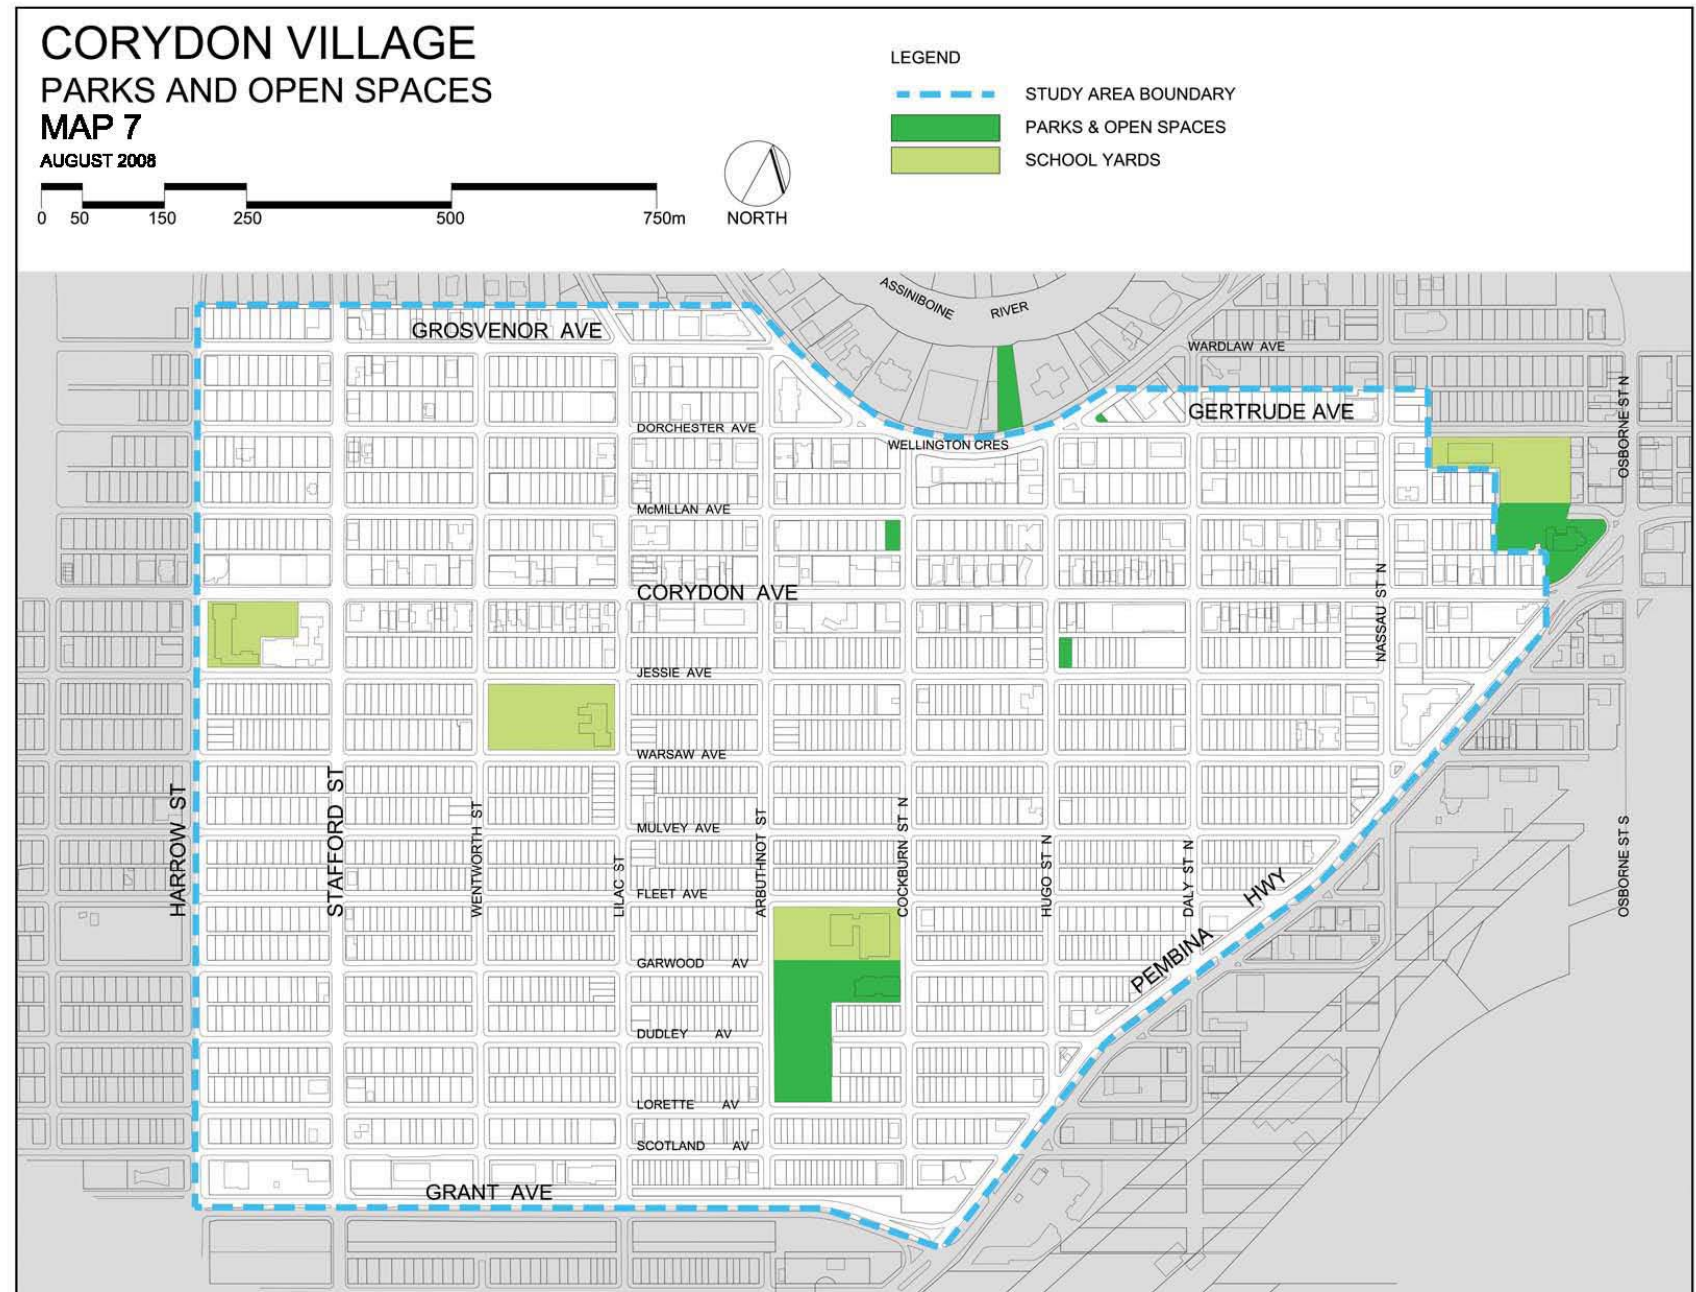 CORYDON VILLAGE
PARKS AND OPEN SPACES
MAP 7
AUGUST 2008
0 50 150 250 500 750m
NORTH
LEGEND
STUDY AREA BOUNDARY
PARKS & OPEN SPACES
SCHOOL YARDS
ASSINIBOINE RIVER
GROSVENOR AVE
WARDLAW AVE
GERTRUDE AVE
DORCHESTER AVE
WELLINGTON CRES
OSBORNE ST N
McMILLAN AVE
CORYDON AVE
NASSAU ST N
JESSIE AVE
WARSAW AVE
HARROW ST
STAFFORD ST
WENTWORTH ST
LILAC ST
MULVEY AVE
ARBUTHNOT ST
COCKBURN ST N
HUGO ST N
DALY ST N
OSBORNE ST S
FLEET AVE
PEMBINA HWY
GARWOOD AV
DUDLEY AV
LORETTE AV
SCOTLAND AV
GRANT AVE